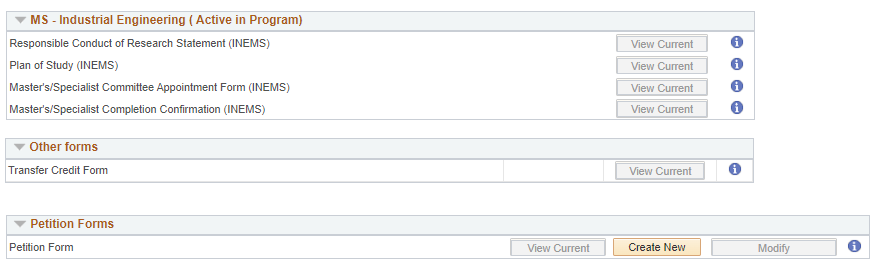 MS - Industrial Engineering ( Active in Program)
Responsible Conduct of Research Statement (INEMS) View Current
Plan of Study (INEMS) View Current
Master's/Specialist Committee Appointment Form (INEMS) View Current
Master's/Specialist Completion Confirmation (INEMS) View Current
Other forms
Transfer Credit Form View Current
Petition Forms
Petition Form View Current Create New Modify